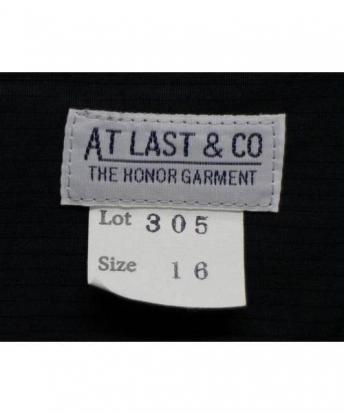 AT LAST & CO
THE HONOR GARMENT
Lot 305
Size 16